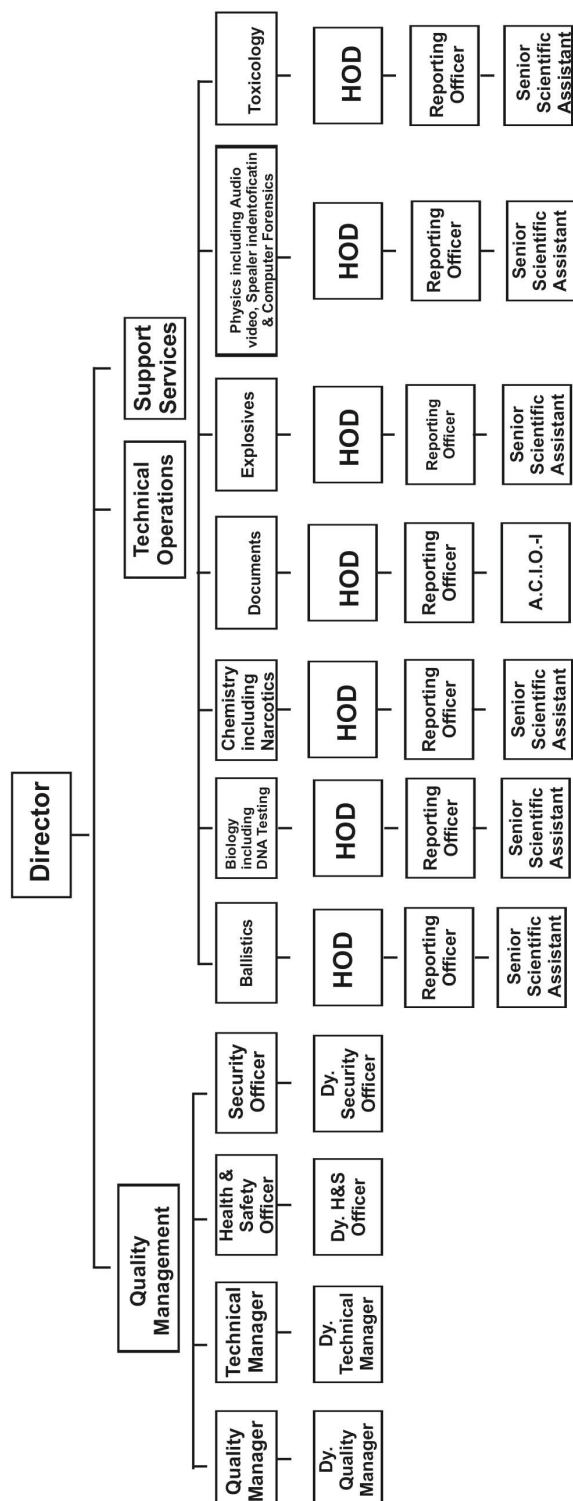 Director
Quality
Management
Technical
Operations
Support
Services
Quality
Manager
Technical
Manager
Health &
Safety
Officer
Security
Officer
Ballistics
Biology
including
DNA Testing
Chemistry
including
Narcotics
Documents
Explosives
Physics including Audio
video, Spealer indentoficatin
& Computer Forensics
Toxicology
Dy.
Quality
Manager
Dy.
Technical
Manager
Dy. H&S
Officer
Dy.
Security
Officer
HOD
HOD
HOD
HOD
HOD
HOD
HOD
Reporting
Officer
Reporting
Officer
Reporting
Officer
Reporting
Officer
Reporting
Officer
Reporting
Officer
Reporting
Officer
Senior
Scientific
Assistant
Senior
Scientific
Assistant
Senior
Scientific
Assistant
A.C.I.O.-I
Senior
Scientific
Assistant
Senior
Scientific
Assistant
Senior
Scientific
Assistant